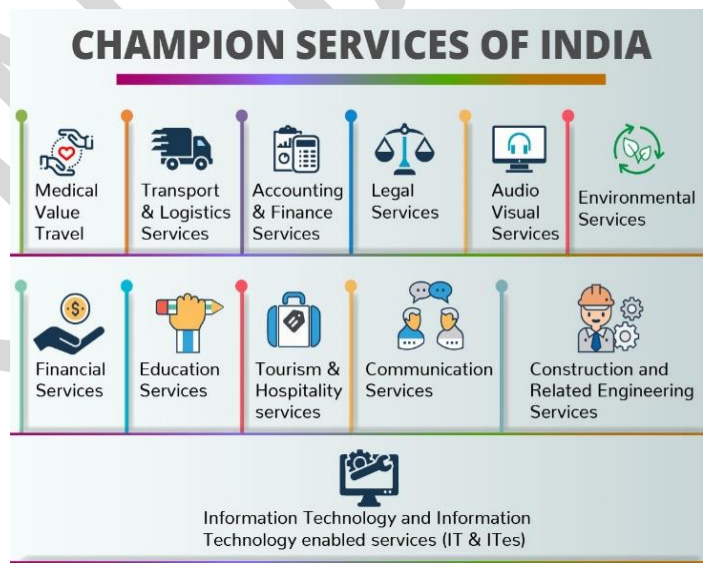 CHAMPION SERVICES OF INDIA
Medical
Value
Travel
Transport
& Logistics
Services
Accounting
& Finance
Services
Legal
Services
Audio
Visual
Services
Environmental
Services
Financial
Services
Education
Services
Tourism &
Hospitality
services
Communication
Services
Construction and
Related Engineering
Services
Information Technology and Information
Technology enabled services (IT & ITes)